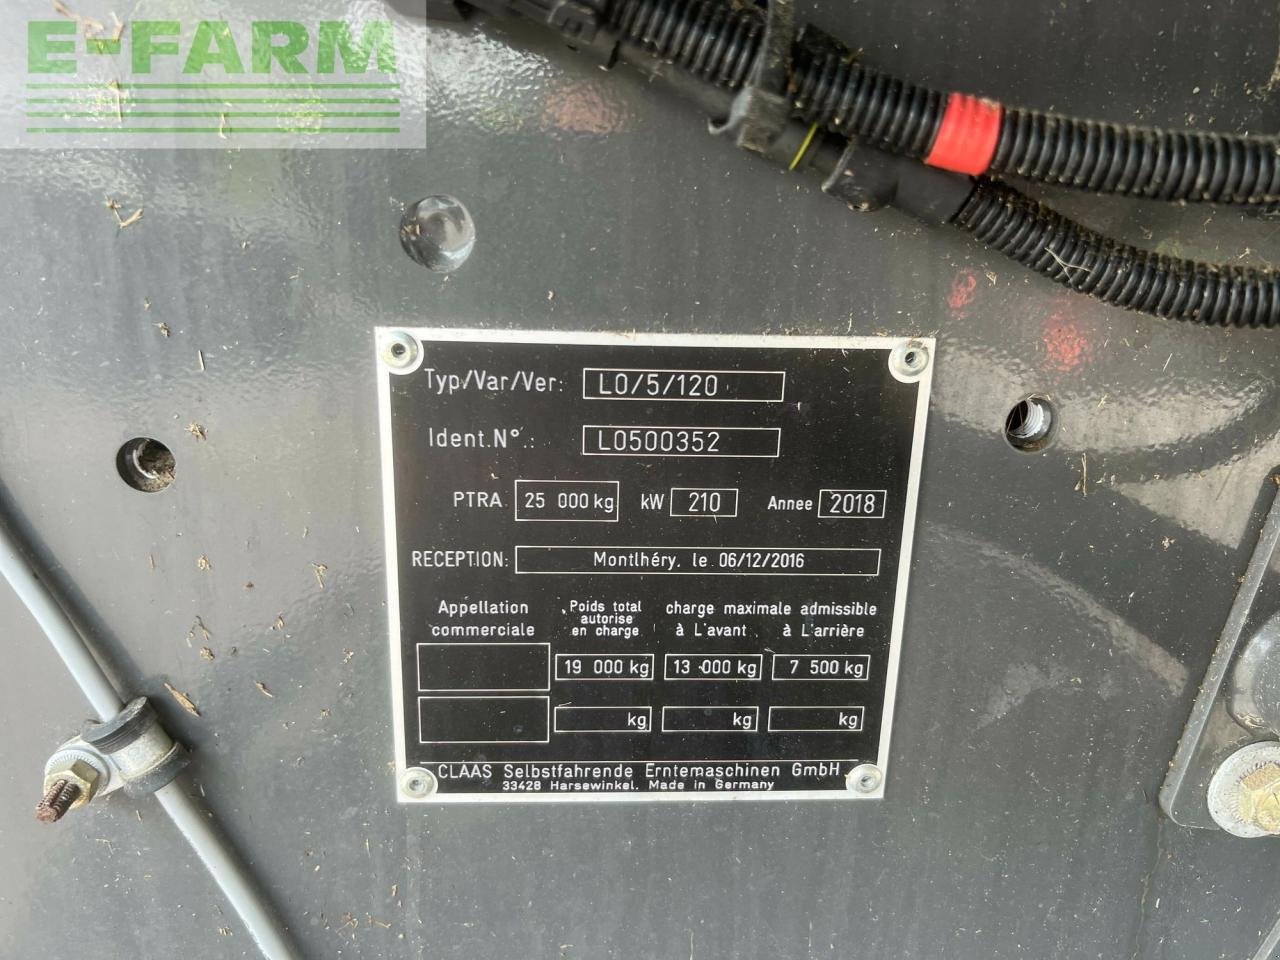 E-FARM
Typ/Var/Ver: L0/5/120
Ident.N°.: L0500352
PTRA 25 000 kg kW 210 Annee 2018
RECEPTION: Montlhéry, le 06/12/2016
Appellation commerciale
Poids total autorise en charge
charge maximale admissible
à L'avant à L'arrière
19 000 kg 13 000 kg 7 500 kg
kg kg kg
CLAAS Selbstfahrende Erntemaschinen GmbH
33428 Harsewinkel, Made in Germany